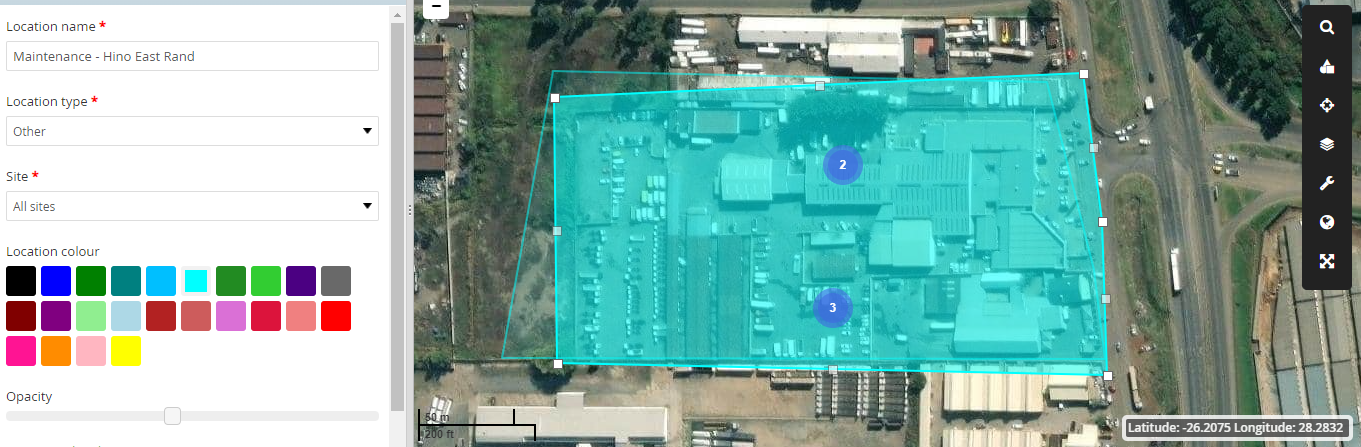 Location name *
Maintenance - Hino East Rand
Location type *
Other
Site *
All sites
Location colour
Opacity
2
3
50 m
200 ft
Latitude: -26.2075 Longitude: 28.2832